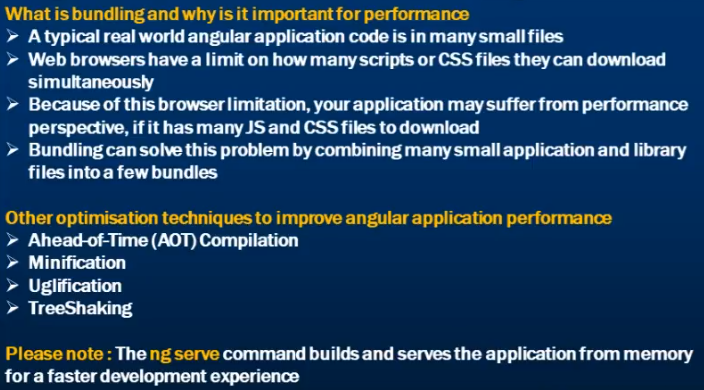 What is bundling and why is it important for performance
➢ A typical real world angular application code is in many small files
➢ Web browsers have a limit on how many scripts or CSS files they can download
simultaneously
➢ Because of this browser limitation, your application may suffer from performance
perspective, if it has many JS and CSS files to download
➢ Bundling can solve this problem by combining many small application and library
files into a few bundles
Other optimisation techniques to improve angular application performance
➢ Ahead-of-Time (AOT) Compilation
➢ Minification
➢ Uglification
➢ TreeShaking
Please note : The ng serve command builds and serves the application from memory
for a faster development experience